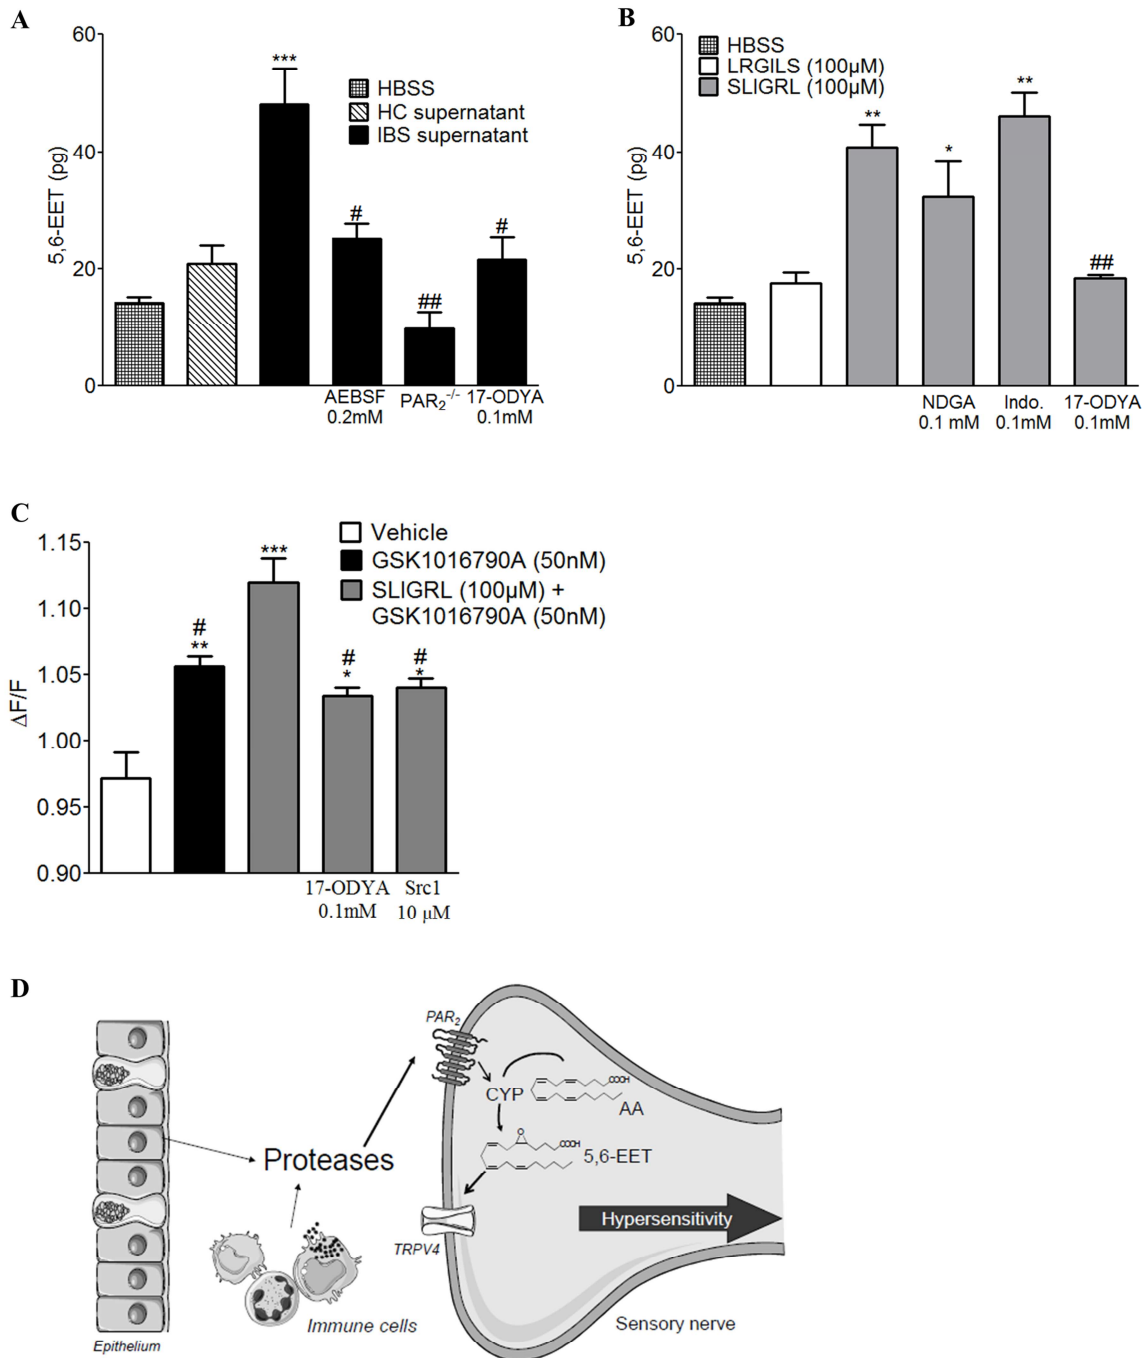 A
60
40
20
0
5,6-EET (pg)
***
#
##
#
HBSS
HC supernatant
IBS supernatant
AEBSF
0.2mM
PAR2-/-
17-ODYA
0.1mM
B
60
40
20
0
5,6-EET (pg)
HBSS
LRGILS (100µM)
SLIGRL (100µM)
**
*
**
##
NDGA
0.1 mM
Indo.
0.1mM
17-ODYA
0.1mM
C
1.15
1.10
1.05
1.00
0.95
0.90
ΔF/F
Vehicle
GSK1016790A (50nM)
SLIGRL (100µM) +
GSK1016790A (50nM)
#
**
***
#
*
#
*
17-ODYA
0.1mM
Src1
10 µM
D
PAR2
CYP
COOH
AA
O
COOH
5,6-EET
Proteases
TRPV4
Hypersensitivity
Immune cells
Sensory nerve
Epithelium